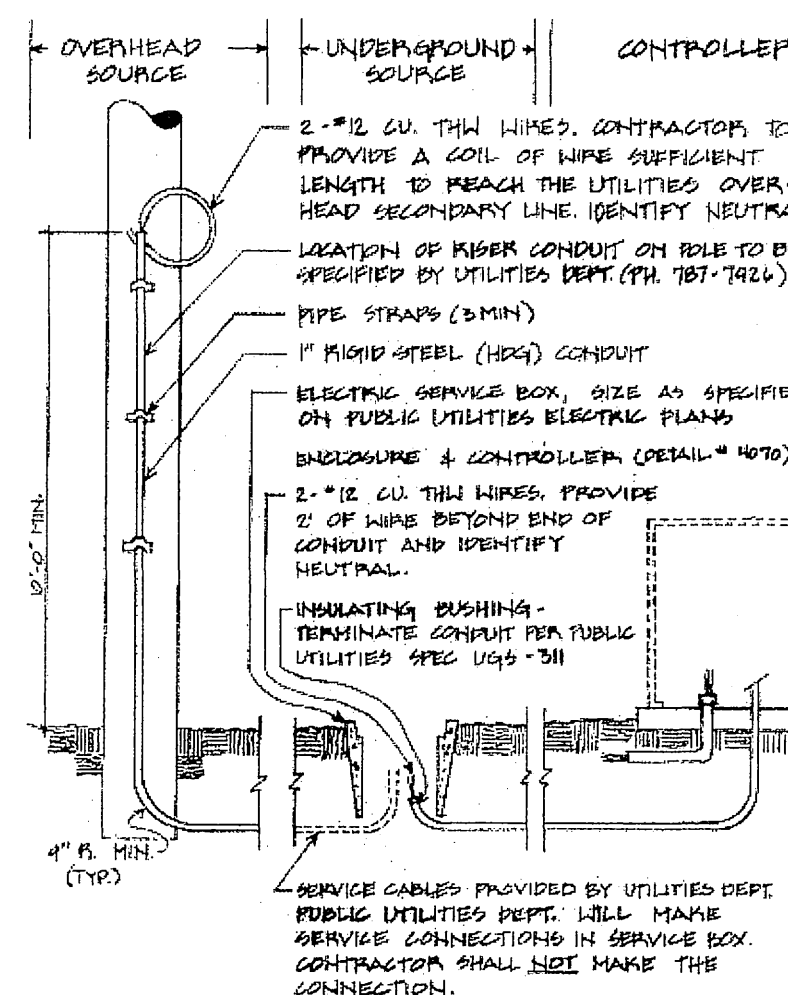 OVERHEAD
SOURCE
UNDERGROUND
SOURCE
CONTROLLER
2-#12 CU. THW WIRES. CONTRACTOR TO
PROVIDE A COIL OF WIRE SUFFICIENT
LENGTH TO REACH THE UTILITIES OVER-
HEAD SECONDARY LINE. IDENTIFY NEUTRA
LOCATION OF RISER CONDUIT ON POLE TO B
SPECIFIED BY UTILITIES DEPT. (PH. 787-7926)
PIPE STRAPS (3 MIN)
1" RIGID STEEL (HDG) CONDUIT
ELECTRIC SERVICE BOX, SIZE AS SPECIFIE
ON PUBLIC UTILITIES ELECTRIC PLANS
ENCLOSURE & CONTROLLER (DETAIL # 4070)
2-#12 CU. THW WIRES. PROVIDE
2' OF WIRE BEYOND END OF
CONDUIT AND IDENTIFY
NEUTRAL.
10'-0" MIN.
INSULATING BUSHING-
TERMINATE CONDUIT PER PUBLIC
UTILITIES SPEC UGS-311
9" R. MIN.
(TYP.)
SERVICE CABLES PROVIDED BY UTILITIES DEPT.
PUBLIC UTILITIES DEPT. WILL MAKE
SERVICE CONNECTIONS IN SERVICE BOX.
CONTRACTOR SHALL NOT MAKE THE
CONNECTION.